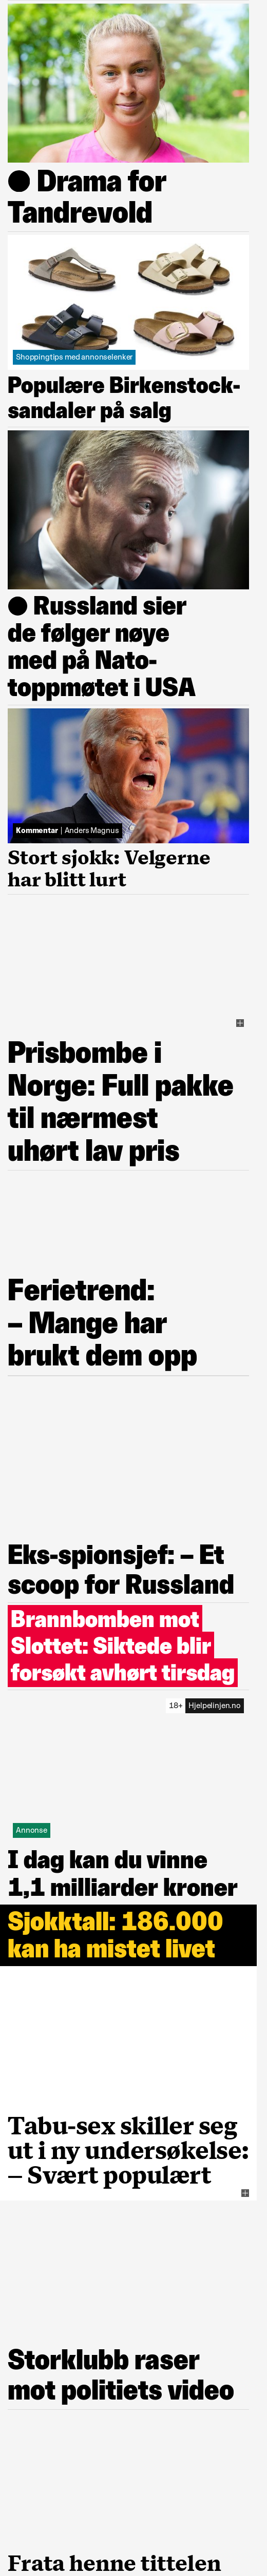 Drama for
Tandrevold
Shoppingtips med annonselenker
Populære Birkenstock-
sandaler på salg
Russland sier
de følger nøye
med på Nato-
toppmøtet i USA
Kommentar | Anders Magnus
Stort sjokk: Velgerne
har blitt lurt
Prisbombe i
Norge: Full pakke
til nærmest
uhørt lav pris
Ferietrend:
– Mange har
brukt dem opp
Eks-spionsjef: – Et
scoop for Russland
Brannbomben mot
Slottet: Siktede blir
forsøkt avhørt tirsdag
18+ Hjelpelinjen.no
Annonse
I dag kan du vinne
1,1 milliarder kroner
Sjokktall: 186.000
kan ha mistet livet
Tabu-sex skiller seg
ut i ny undersøkelse:
– Svært populært
Storklubb raser
mot politiets video
Frata henne tittelen